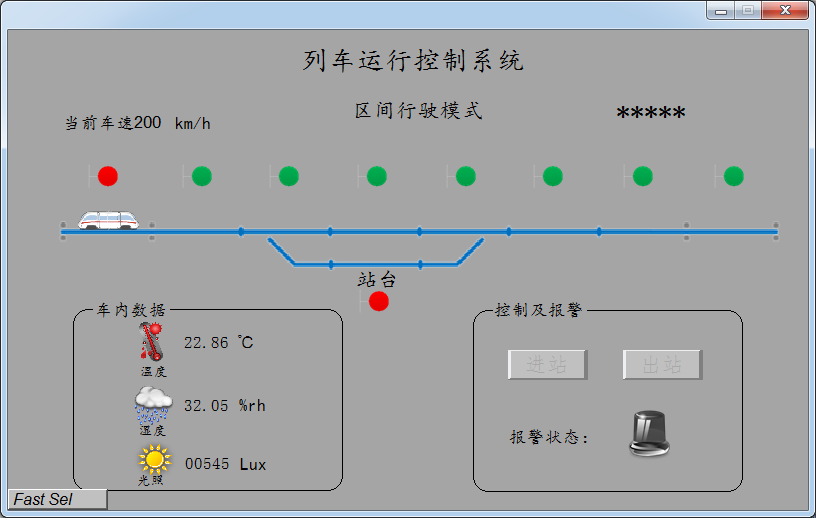 列车运行控制系统
区间行驶模式
*****
当前车速200 km/h
站台
车内数据
22.86 ℃
温度
32.05 %rh
湿度
00545 Lux
光照
控制及报警
进站
出站
报警状态:
Fast Sel